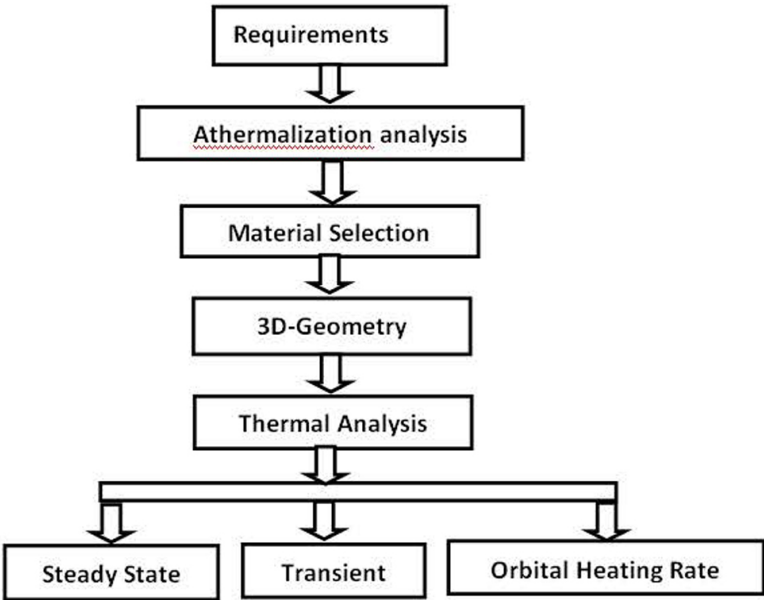 Requirements
Athermalization analysis
Material Selection
3D-Geometry
Thermal Analysis
Steady State
Transient
Orbital Heating Rate